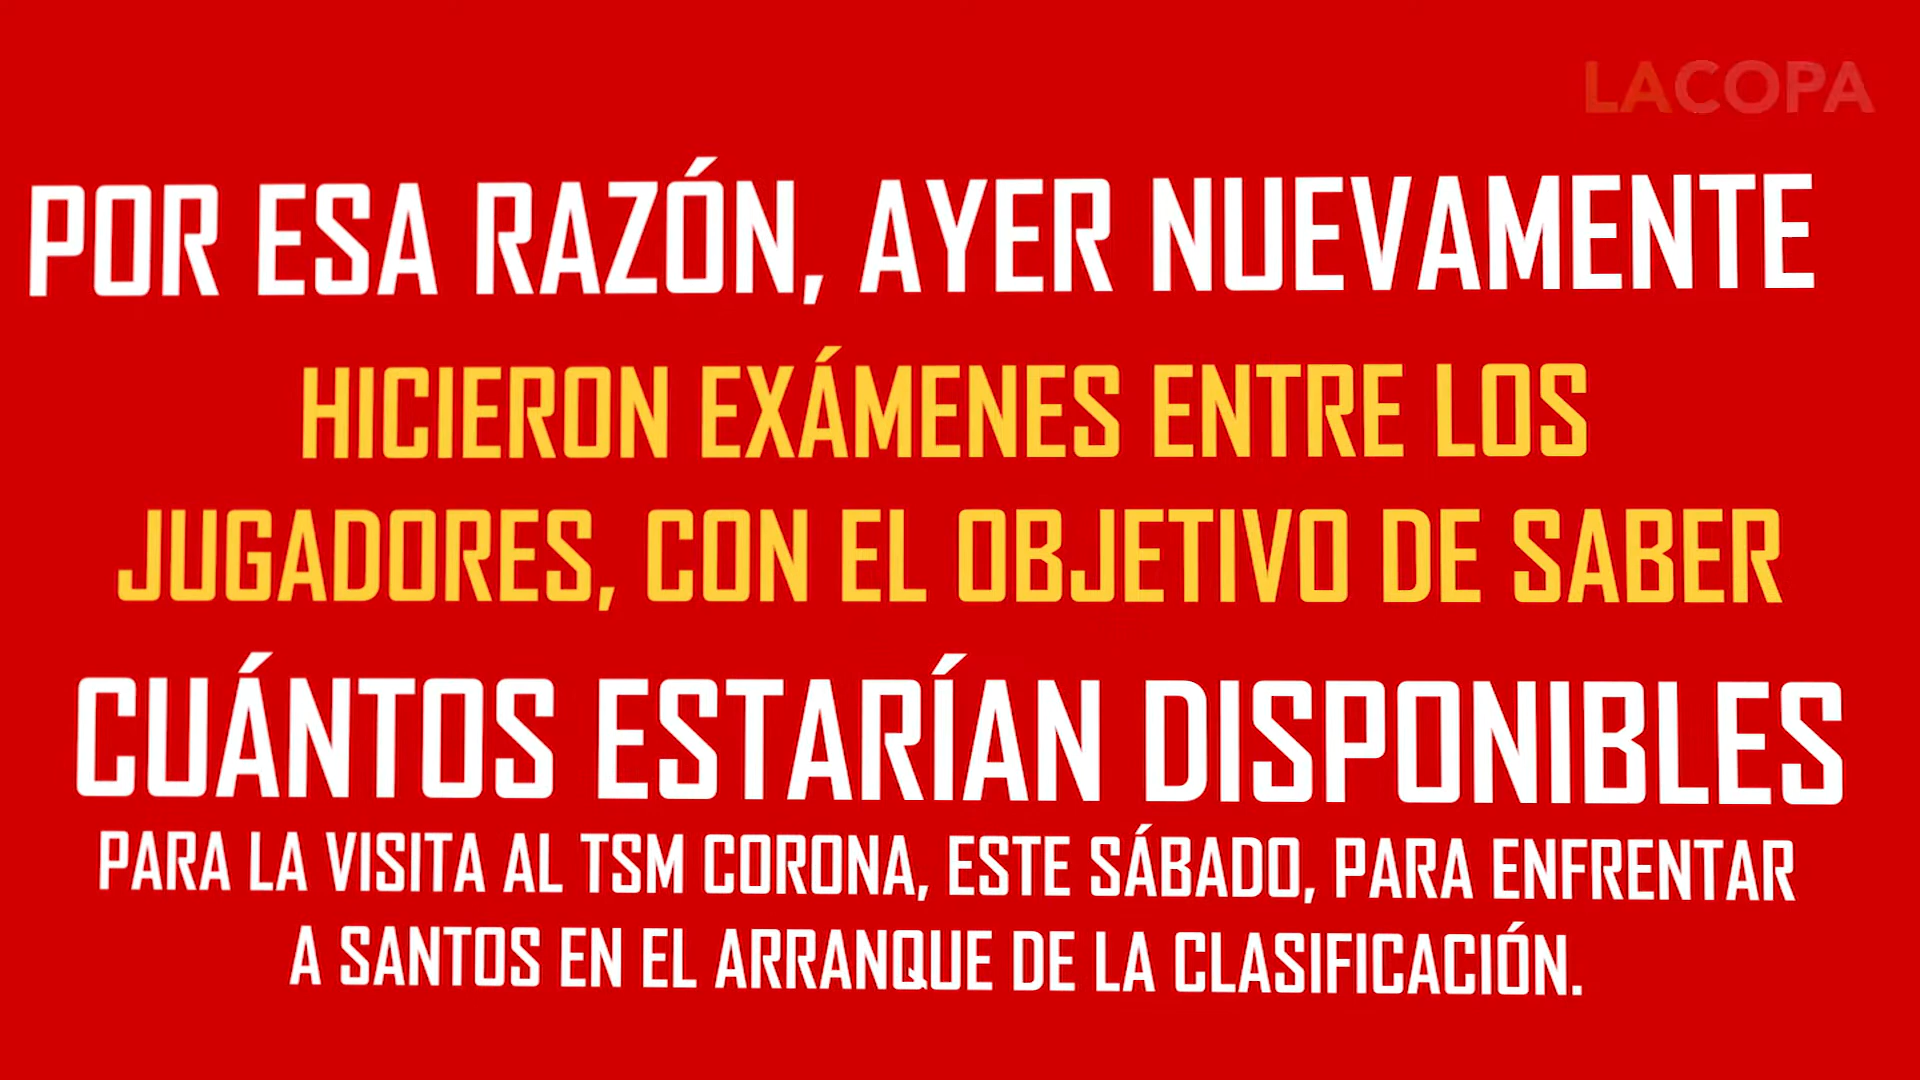 LACOPA
POR ESA RAZÓN, AYER NUEVAMENTE
HICIERON EXÁMENES ENTRE LOS
JUGADORES, CON EL OBJETIVO DE SABER
CUÁNTOS ESTARÍAN DISPONIBLES
PARA LA VISITA AL TSM CORONA, ESTE SÁBADO, PARA ENFRENTAR
A SANTOS EN EL ARRANQUE DE LA CLASIFICACIÓN.